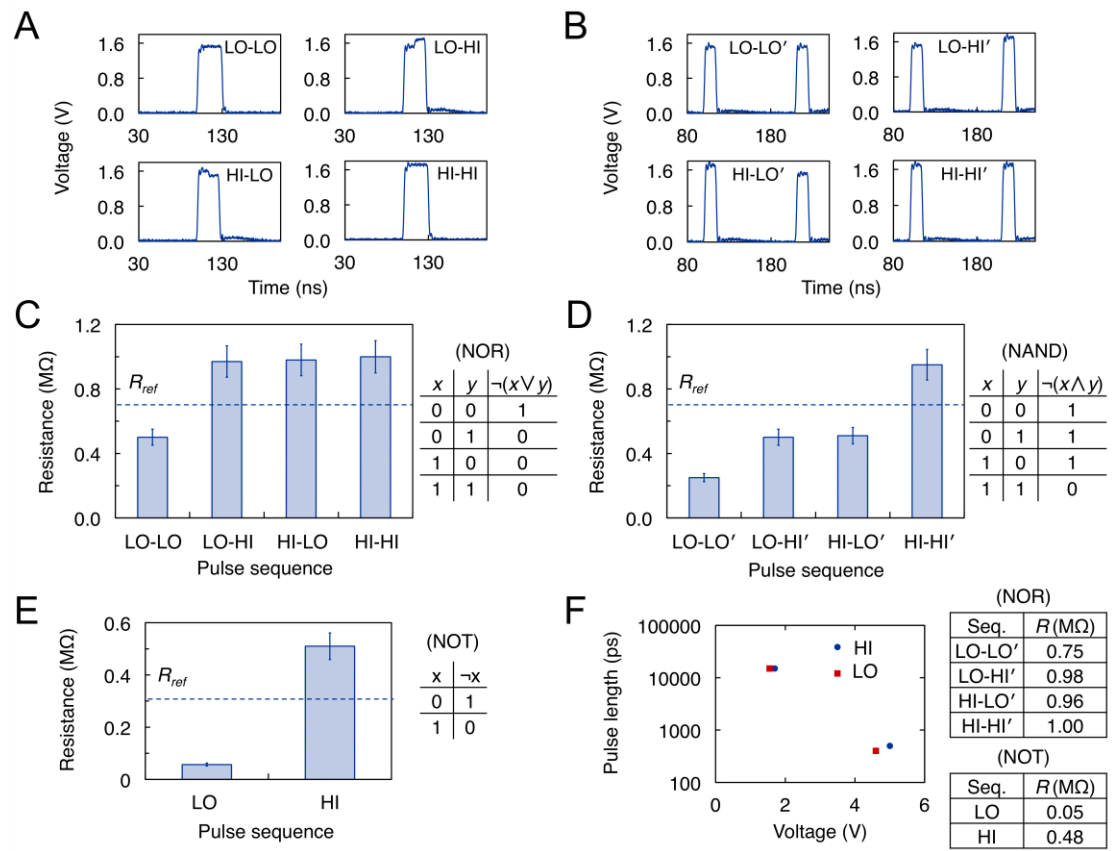 A
B
Voltage (V)
1.6
0.8
0.0
LO-LO
30
130
1.6
0.8
0.0
LO-HI
30
130
1.6
0.8
0.0
HI-LO
30
130
1.6
0.8
0.0
HI-HI
30
130
Time (ns)
Voltage (V)
1.6
0.8
0.0
LO-LO′
80
180
1.6
0.8
0.0
LO-HI′
80
180
1.6
0.8
0.0
HI-LO′
80
180
1.6
0.8
0.0
HI-HI′
80
180
Time (ns)
C
Resistance (MΩ)
1.2
0.8
0.4
0.0
R_ref
LO-LO LO-HI HI-LO HI-HI
Pulse sequence
(NOR)
x y ¬(x∨y)
0 0 1
0 1 0
1 0 0
1 1 0
D
Resistance (MΩ)
1.2
0.8
0.4
0.0
R_ref
LO-LO′ LO-HI′ HI-LO′ HI-HI′
Pulse sequence
(NAND)
x y ¬(x∧y)
0 0 1
0 1 1
1 0 1
1 1 0
E
Resistance (MΩ)
0.6
0.4
0.2
0
R_ref
LO HI
Pulse sequence
(NOT)
x ¬x
0 1
1 0
F
Pulse length (ps)
100000
10000
1000
100
HI
LO
0 2 4 6
Voltage (V)
(NOR)
Seq. R (MΩ)
LO-LO′ 0.75
LO-HI′ 0.98
HI-LO′ 0.96
HI-HI′ 1.00
(NOT)
Seq. R (MΩ)
LO 0.05
HI 0.48